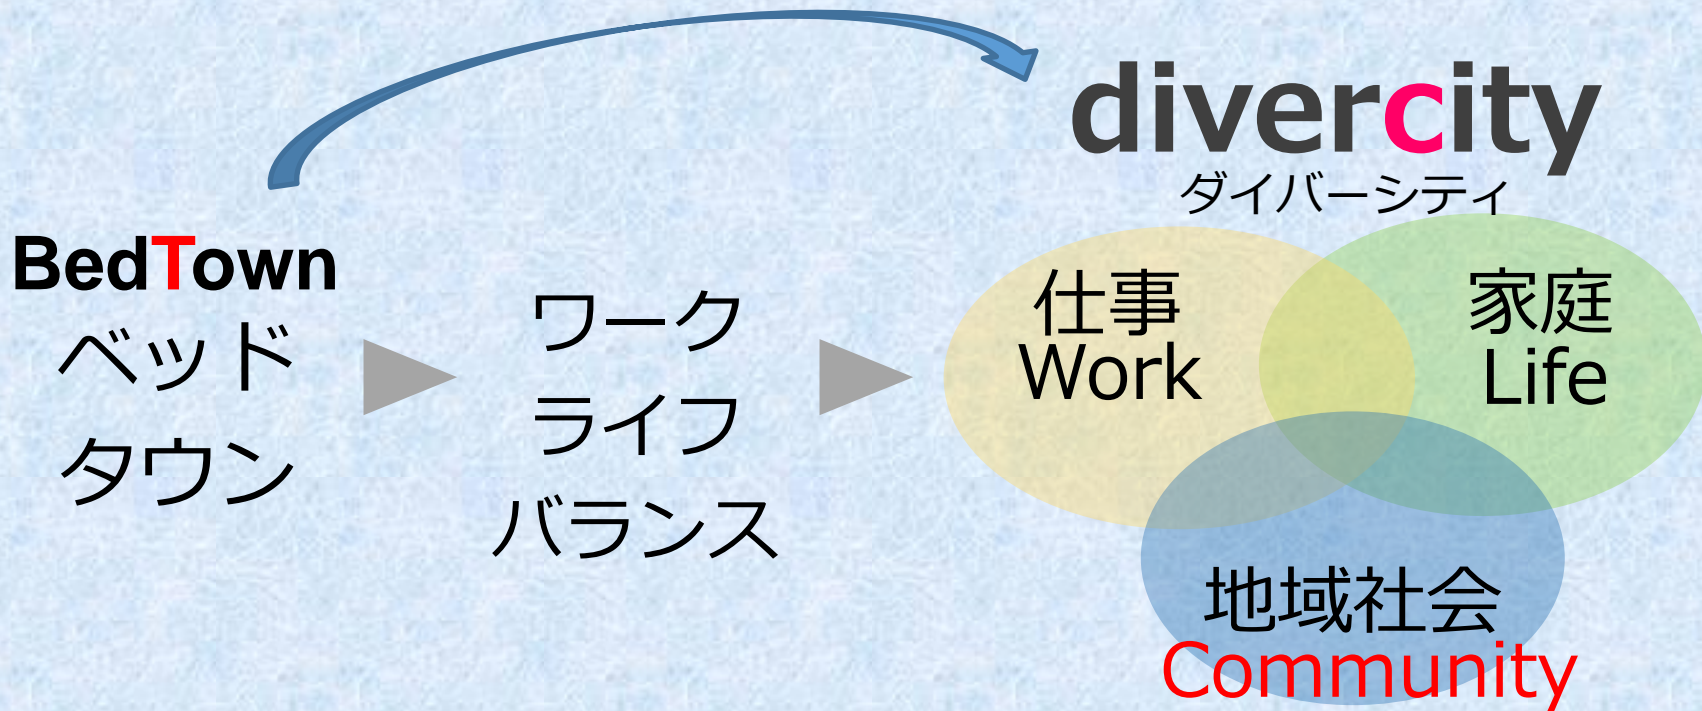 divercity
ダイバーシティ
BedTown
ベッド
タウン
ワーク
ライフ
バランス
仕事
Work
家庭
Life
地域社会
Community